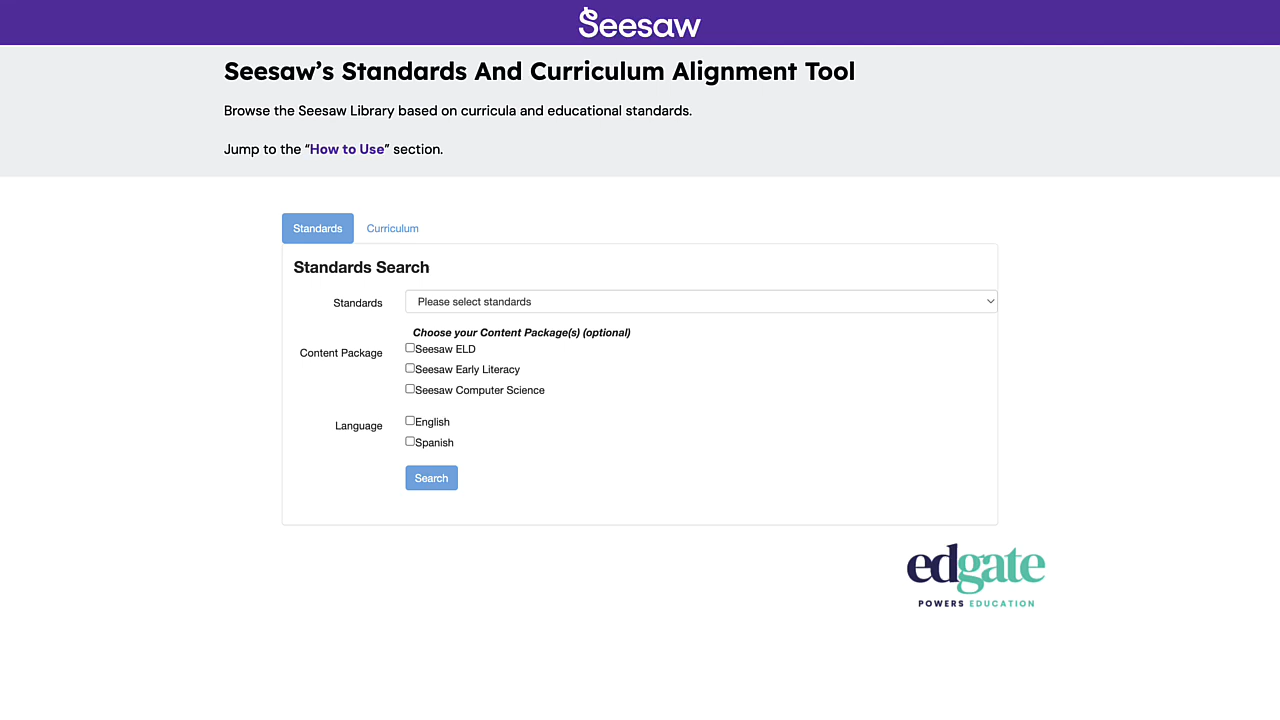 Seesaw
Seesaw’s Standards And Curriculum Alignment Tool
Browse the Seesaw Library based on curricula and educational standards.
Jump to the “How to Use” section.
Standards Curriculum
Standards Search
Standards Please select standards
Choose your Content Package(s) (optional)
Content Package
Seesaw ELD
Seesaw Early Literacy
Seesaw Computer Science
Language
English
Spanish
Search
edgate
POWERS EDUCATION